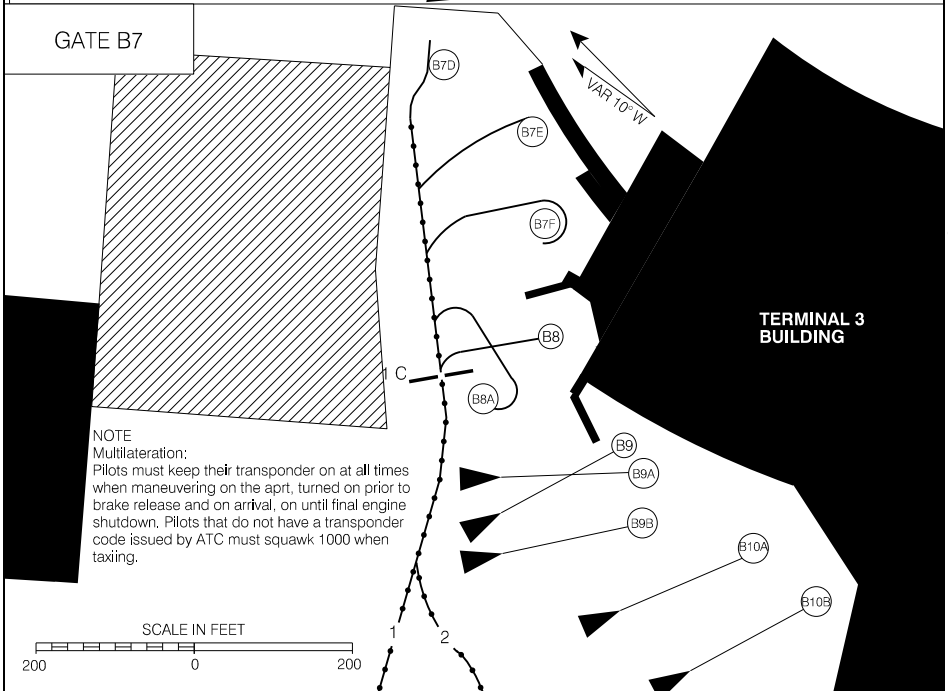 GATE B7
B7D
VAR 10° W
B7E
B7F
TERMINAL 3
BUILDING
B8
1 C
B8A
NOTE
Multilateration:
Pilots must keep their transponder on at all times
when maneuvering on the aprt, turned on prior to
brake release and on arrival, on until final engine
shutdown. Pilots that do not have a transponder
code issued by ATC must squawk 1000 when
taxiing.
B9
B9A
B9B
B10A
B10B
1
2
SCALE IN FEET
200 0 200